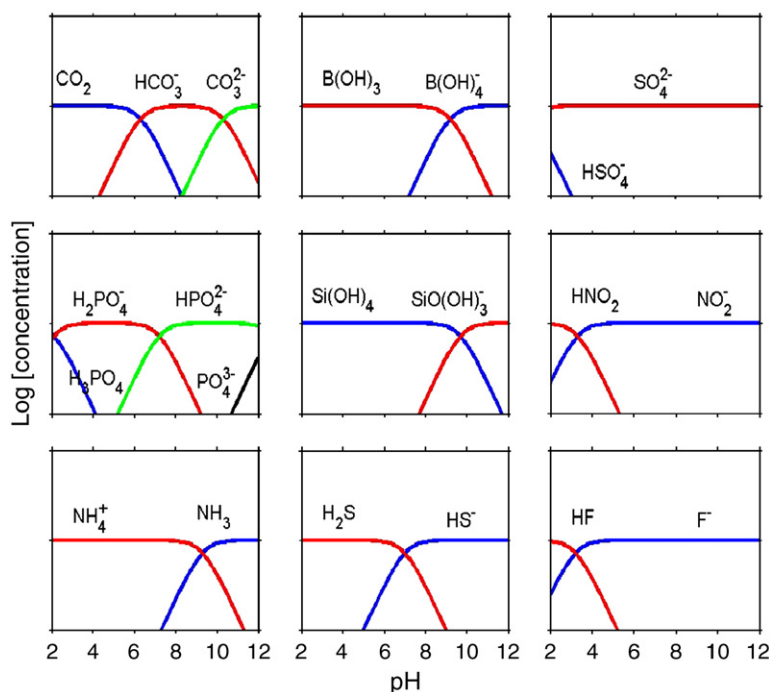 CO₂ HCO₃⁻ CO₃²⁻
B(OH)₃ B(OH)₄⁻
SO₄²⁻
HSO₄⁻
Log [concentration]
H₂PO₄⁻ HPO₄²⁻
H₃PO₄ PO₄³⁻
Si(OH)₄ SiO(OH)₃⁻
HNO₂ NO₂⁻
NH₄⁺ NH₃
H₂S HS⁻
HF F⁻
2 4 6 8 10 12 2 4 6 8 10 12 2 4 6 8 10 12
pH